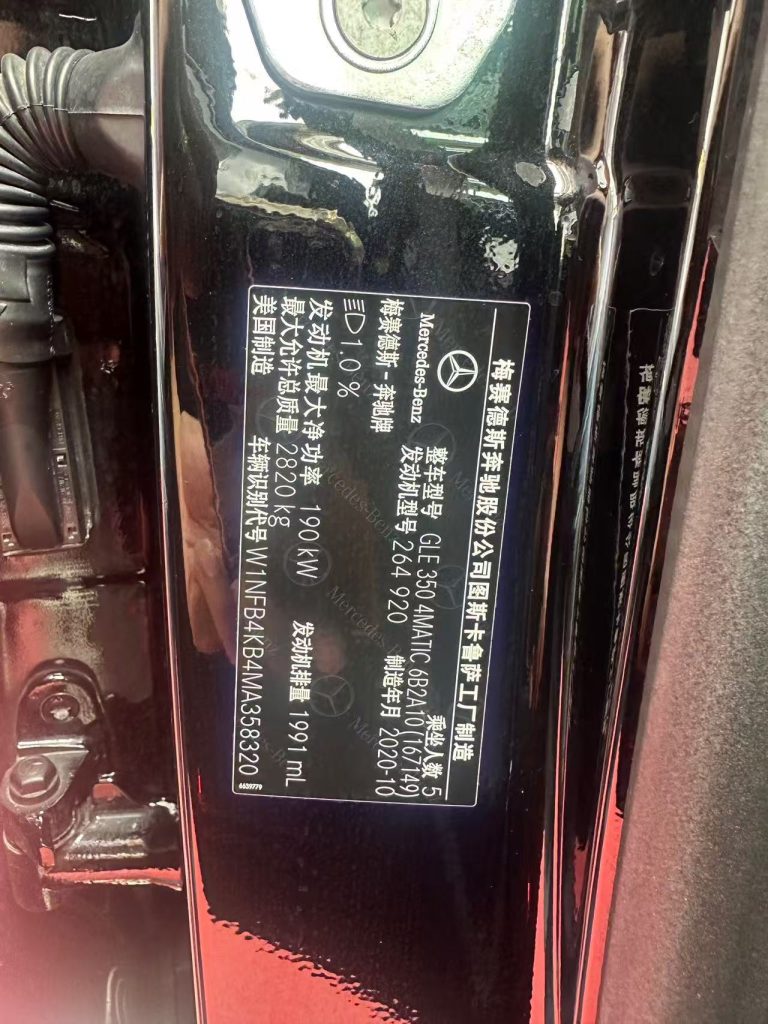 梅赛德斯奔驰股份公司图斯卡鲁萨工厂制造
Mercedes-Benz
整车型号 GLE 350 4MATIC 6B2A10 (167149)
乘坐人数 5
梅赛德斯-奔驰牌
发动机型号 264 920
制造年月 2020-10
1.0 %
发动机最大净功率 190 kW
发动机排量 1991 mL
最大允许总质量 2820 kg
美国制造
车辆识别代号 W1NFB4KB4MA358320
6639779